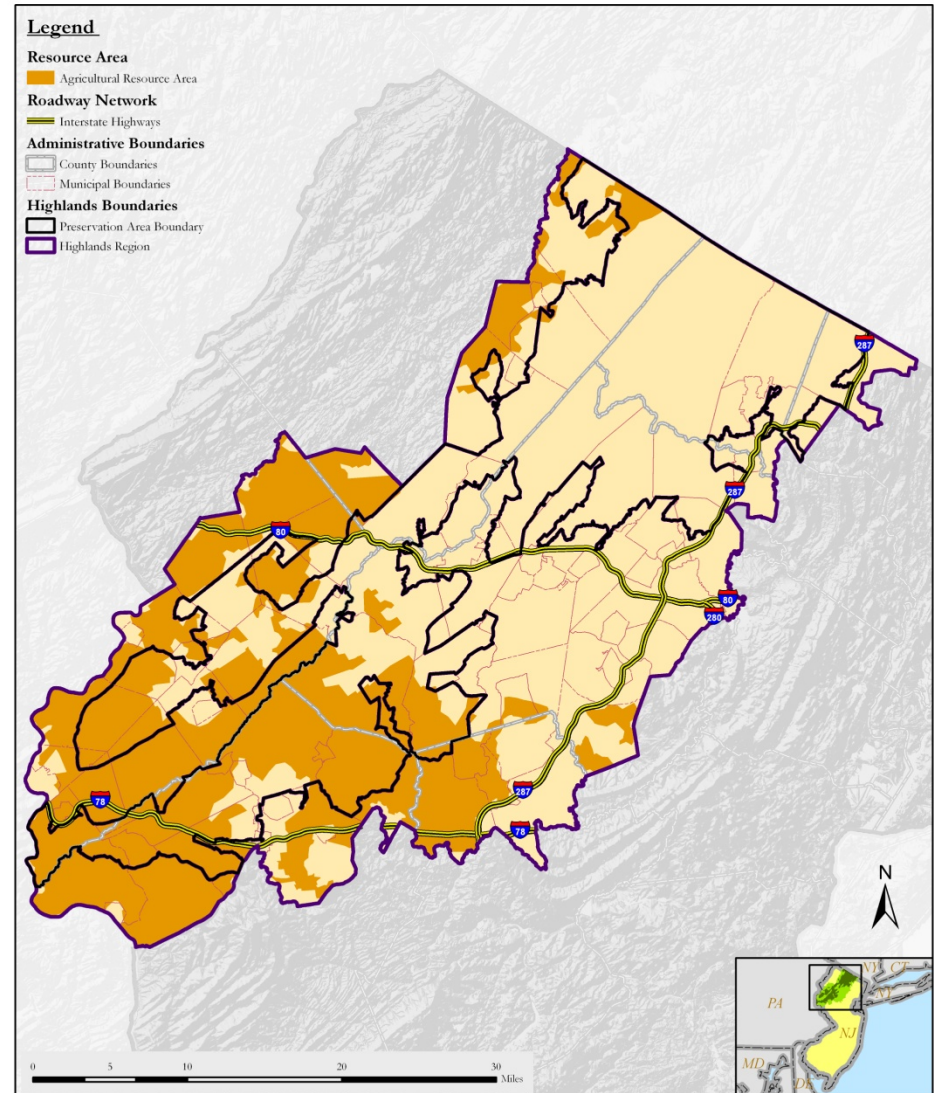 Legend
Resource Area
Agricultural Resource Area
Roadway Network
Interstate Highways
Administrative Boundaries
County Boundaries
Municipal Boundaries
Highlands Boundaries
Preservation Area Boundary
Highlands Region
287
287
80
80
280
78
287
78
N
NY
CT
NY
PA
NJ
MD
DE
0 5 10 20 30
Miles